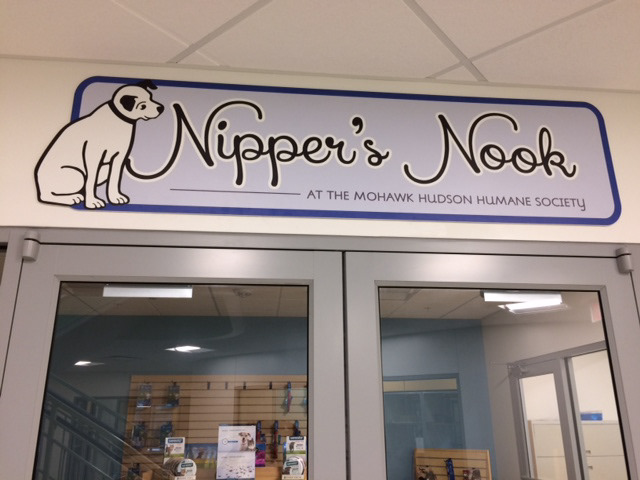 Nipper's Nook
AT THE MOHAWK HUDSON HUMANE SOCIETY